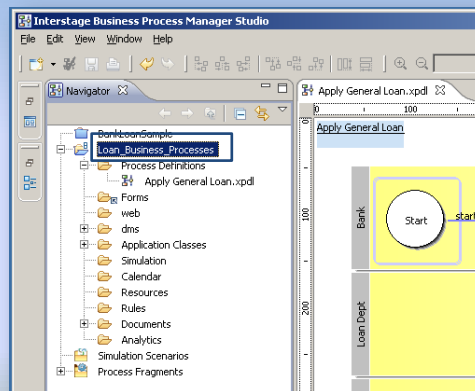 Interstage Business Process Manager Studio
File Edit View Window Help
Navigator
Apply General Loan.xpdl
0 100
BankLoanSample
Apply General Loan
Loan_Business_Processes
Process Definitions
Apply General Loan.xpdl
Forms
web
dms
Application Classes
Simulation
Calendar
Resources
Rules
Documents
Analytics
Simulation Scenarios
Process Fragments
0
100
200
Bank
Start
start
Loan Dept